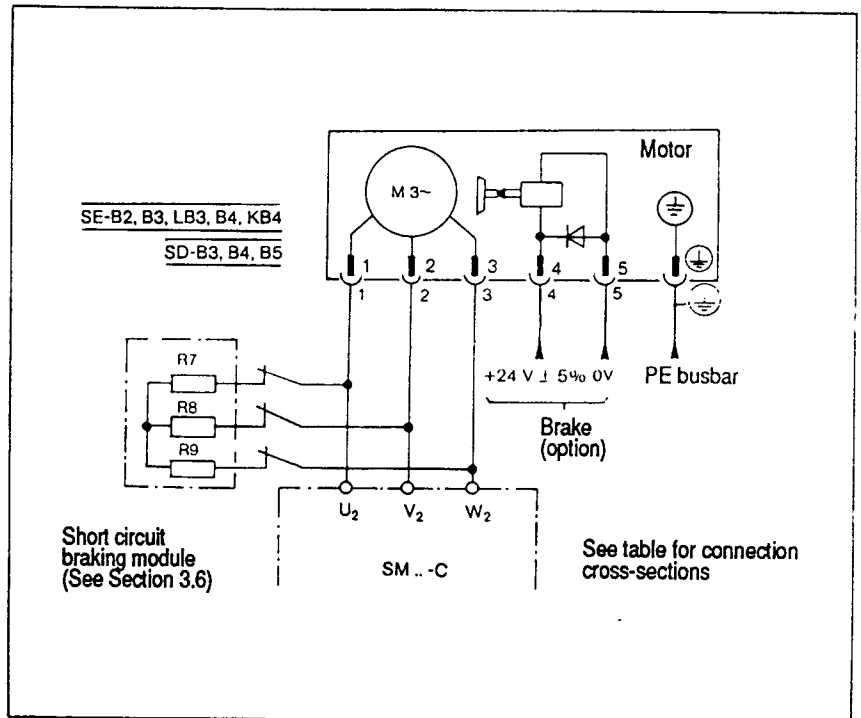 Motor
M 3~
SE-B2, B3, LB3, B4, KB4
SD-B3, B4, B5
1 2 3 4 5
1 2 3 4 5
R7
R8
R9
+24 V ⊥ 5% 0V
PE busbar
Brake
(option)
U2 V2 W2
Short circuit
braking module
(See Section 3.6)
SM .. -C
See table for connection
cross-sections